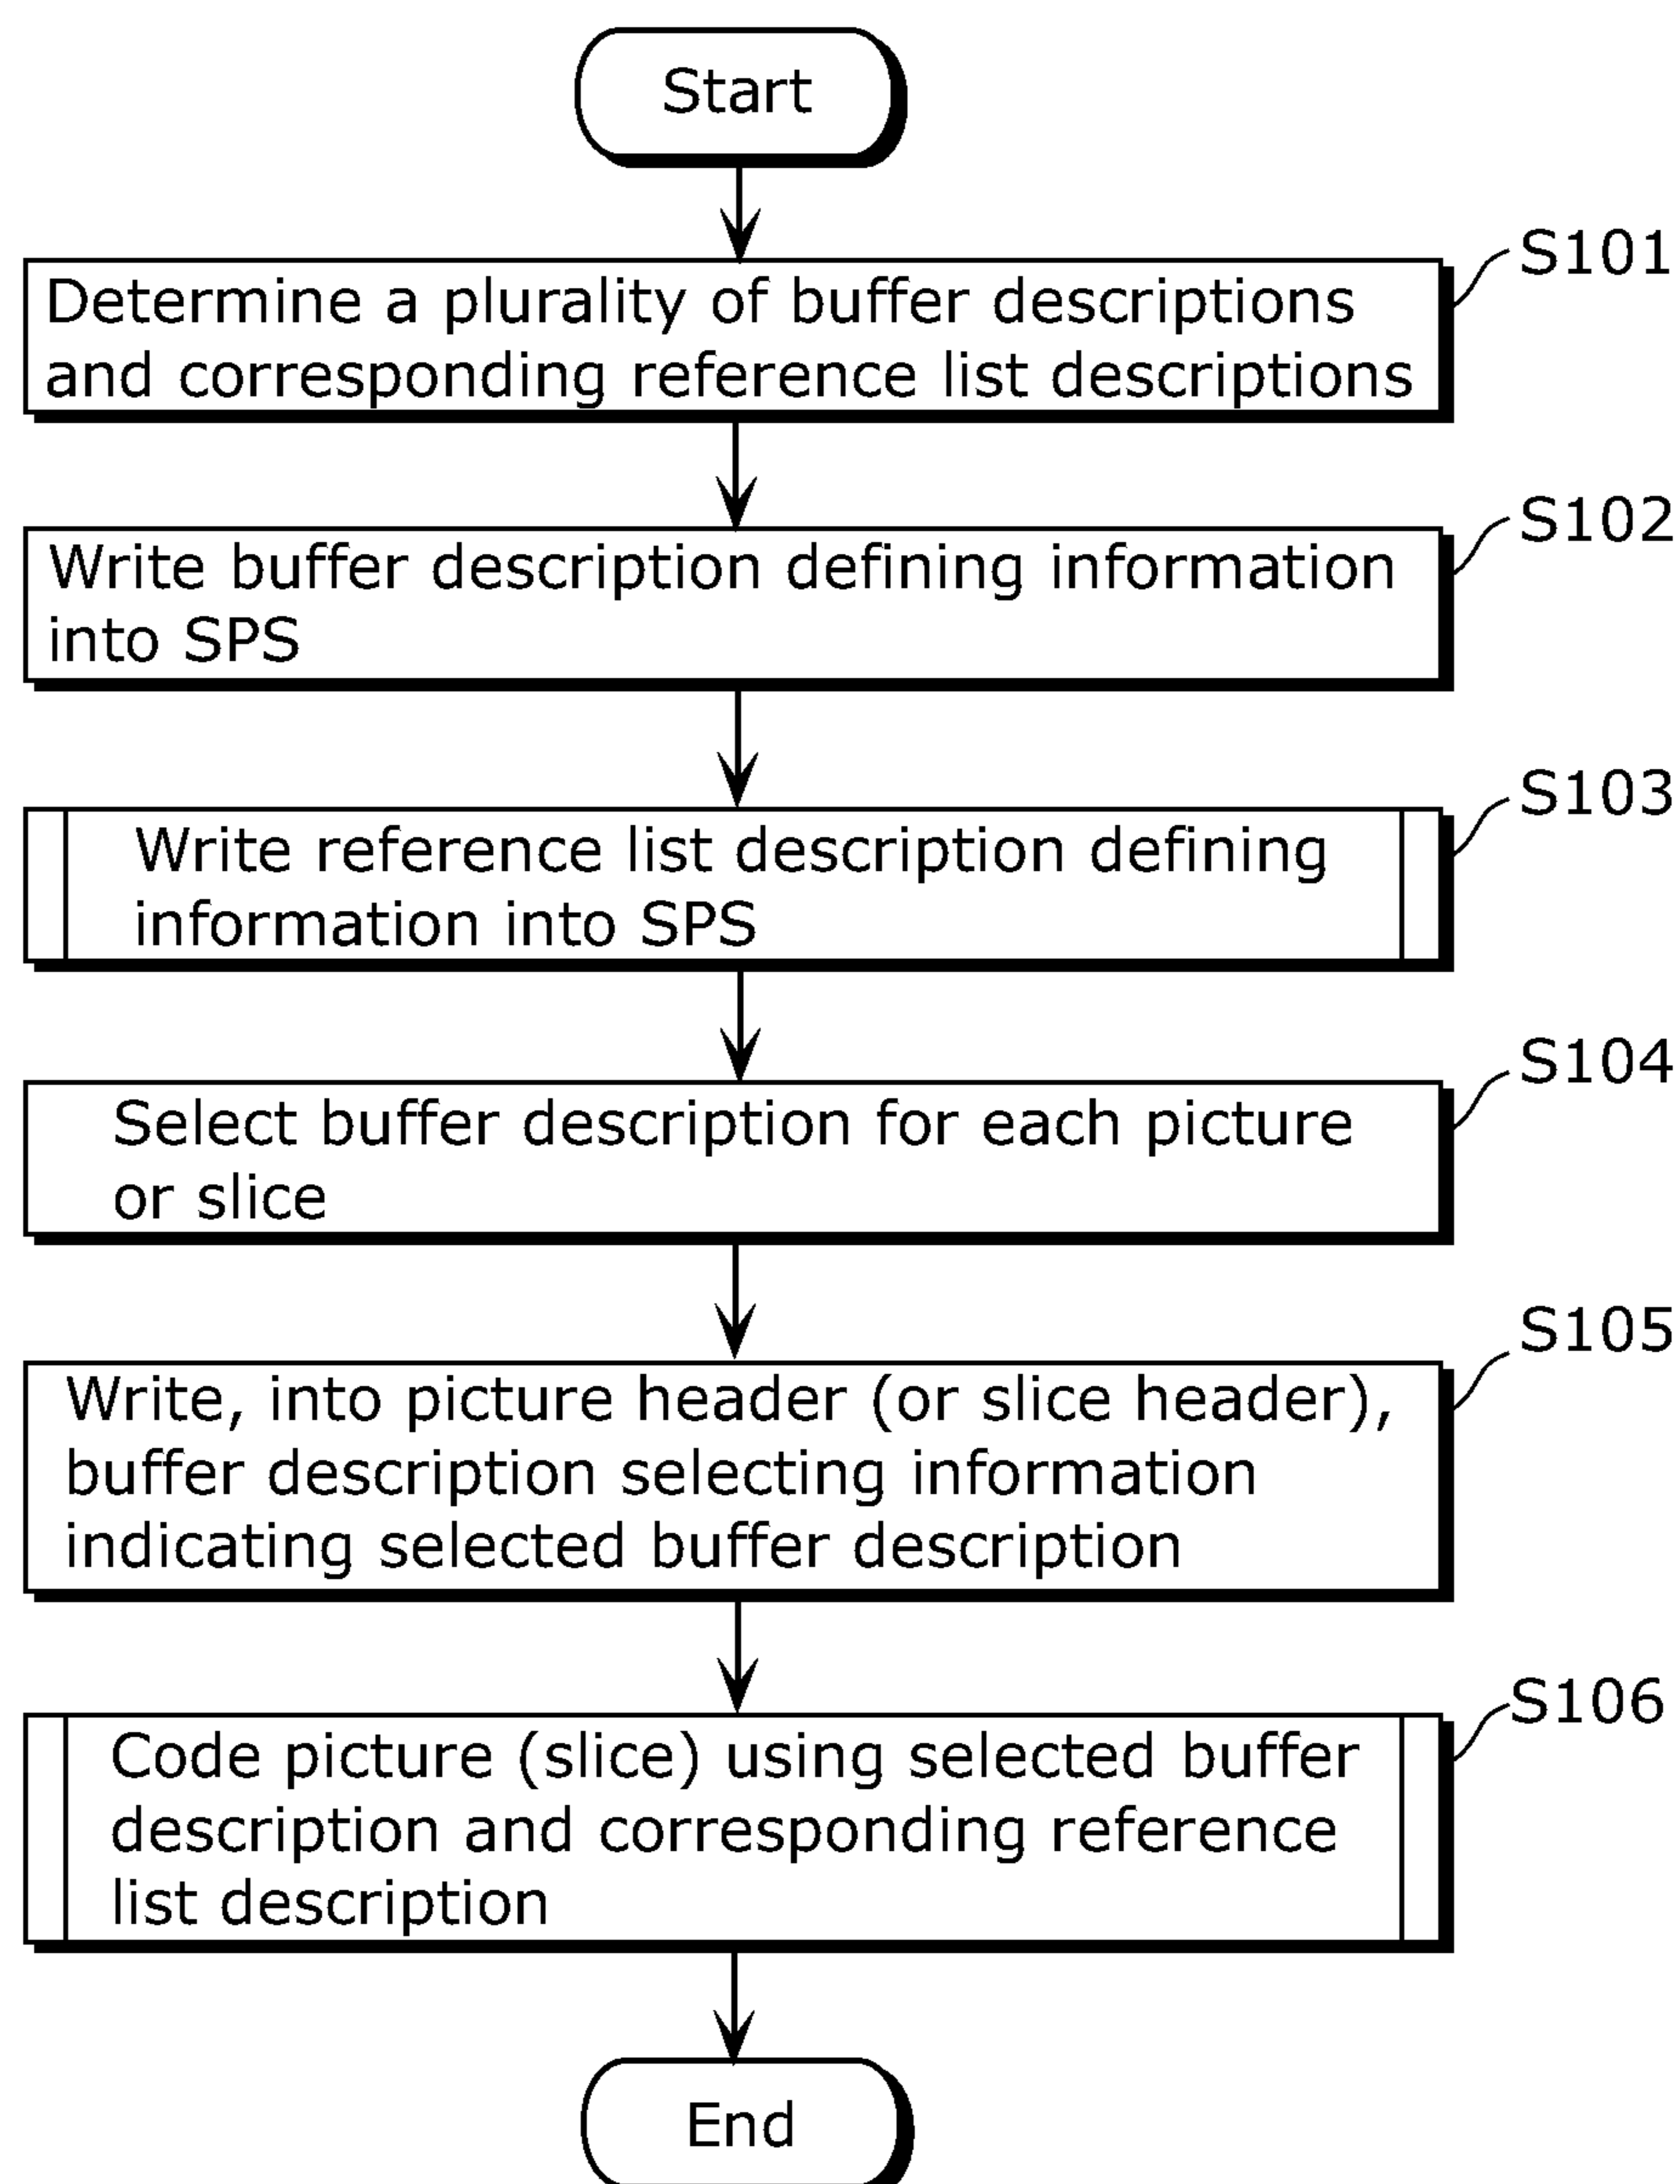 Start
S101
Determine a plurality of buffer descriptions
and corresponding reference list descriptions
S102
Write buffer description defining information
into SPS
S103
Write reference list description defining
information into SPS
S104
Select buffer description for each picture
or slice
S105
Write, into picture header (or slice header),
buffer description selecting information
indicating selected buffer description
S106
Code picture (slice) using selected buffer
description and corresponding reference
list description
End